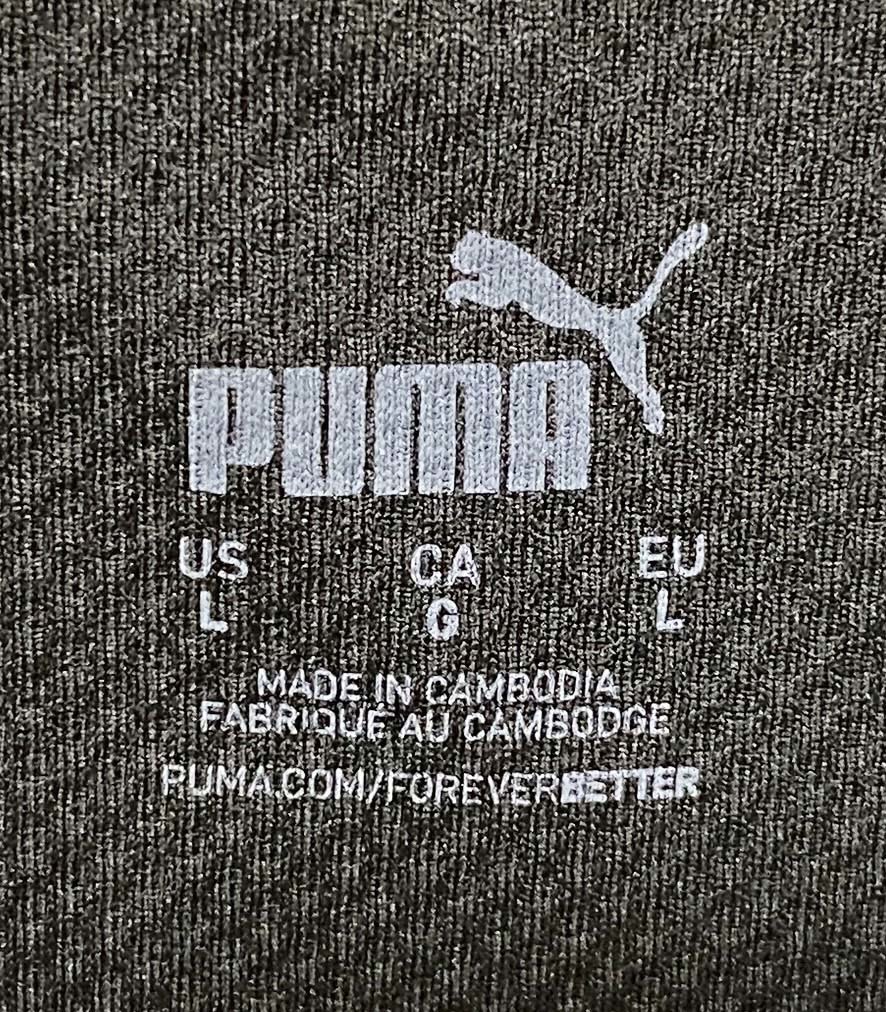 PUMA
US CA EU
L G L
MADE IN CAMBODIA
FABRIQUÉ AU CAMBODGE
PUMA.COM/FOREVERBETTER